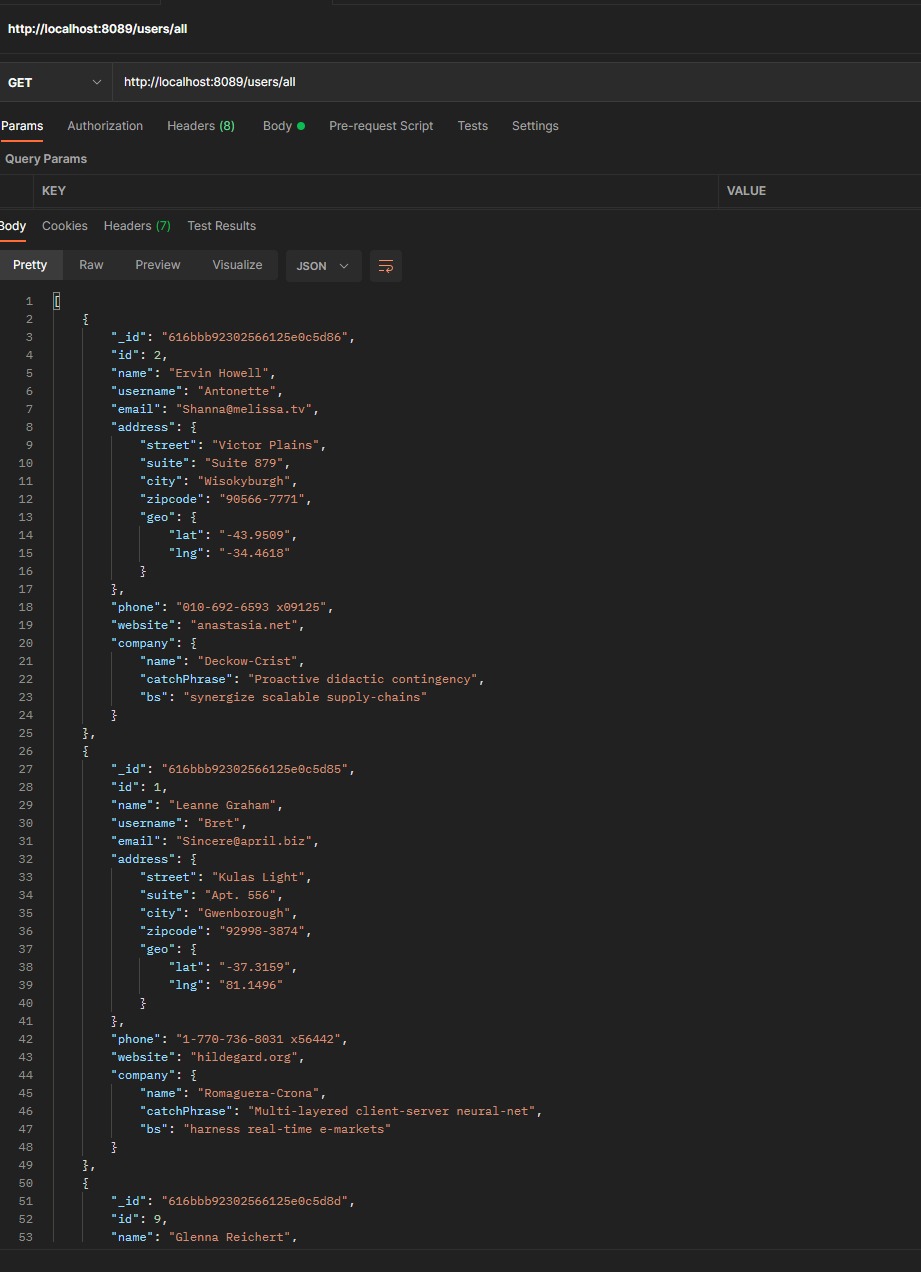 http://localhost:8089/users/all
GET http://localhost:8089/users/all
Params Authorization Headers (8) Body Pre-request Script Tests Settings
Query Params
KEY VALUE
Body Cookies Headers (7) Test Results
Pretty Raw Preview Visualize JSON
1 [
2 {
3 "_id": "616bbb92302566125e0c5d86",
4 "id": 2,
5 "name": "Ervin Howell",
6 "username": "Antonette",
7 "email": "Shanna@melissa.tv",
8 "address": {
9 "street": "Victor Plains",
10 "suite": "Suite 879",
11 "city": "Wisokyburgh",
12 "zipcode": "90566-7771",
13 "geo": {
14 "lat": "-43.9509",
15 "lng": "-34.4618"
16 }
17 },
18 "phone": "010-692-6593 x09125",
19 "website": "anastasia.net",
20 "company": {
21 "name": "Deckow-Crist",
22 "catchPhrase": "Proactive didactic contingency",
23 "bs": "synergize scalable supply-chains"
24 }
25 },
26 {
27 "_id": "616bbb92302566125e0c5d85",
28 "id": 1,
29 "name": "Leanne Graham",
30 "username": "Bret",
31 "email": "Sincere@april.biz",
32 "address": {
33 "street": "Kulas Light",
34 "suite": "Apt. 556",
35 "city": "Gwenborough",
36 "zipcode": "92998-3874",
37 "geo": {
38 "lat": "-37.3159",
39 "lng": "81.1496"
40 }
41 },
42 "phone": "1-770-736-8031 x56442",
43 "website": "hildegard.org",
44 "company": {
45 "name": "Romaguera-Crona",
46 "catchPhrase": "Multi-layered client-server neural-net",
47 "bs": "harness real-time e-markets"
48 }
49 },
50 {
51 "_id": "616bbb92302566125e0c5d8d",
52 "id": 9,
53 "name": "Glenna Reichert",